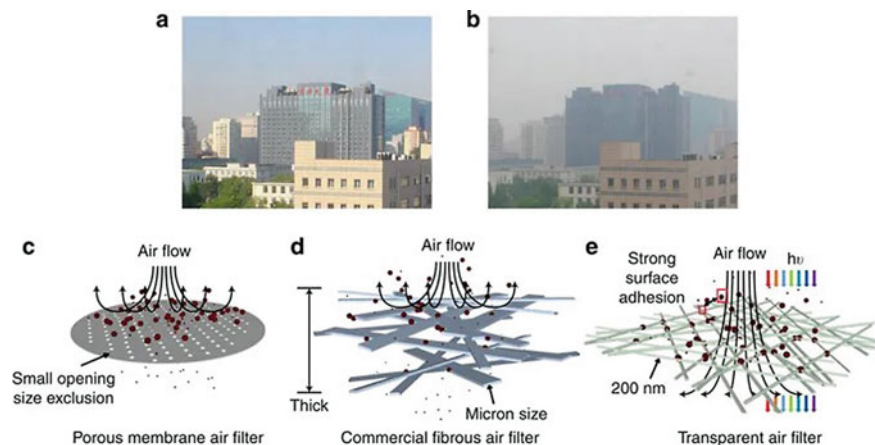 a
b
c
Air flow
Small opening
size exclusion
Porous membrane air filter
d
Air flow
Thick
Micron size
Commercial fibrous air filter
e
Air flow
hυ
Strong
surface
adhesion
200 nm
Transparent air filter